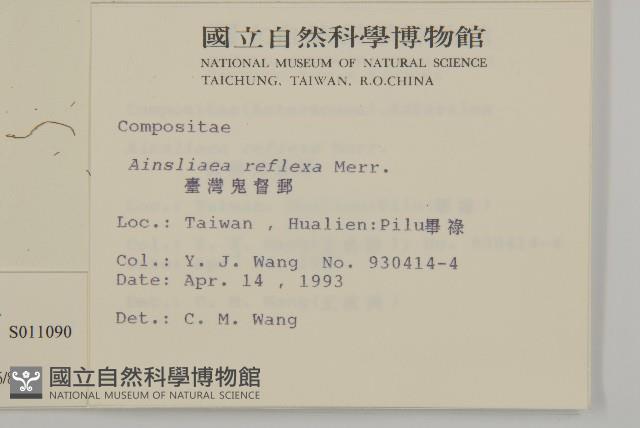 國立自然科學博物館
NATIONAL MUSEUM OF NATURAL SCIENCE
TAICHUNG, TAIWAN, R.O.CHINA
Compositae
Ainsliaea reflexa Merr.
臺灣鬼督郵
Loc.: Taiwan , Hualien:Pilu畢祿
Col.: Y. J. Wang No. 930414-4
Date: Apr. 14 , 1993
Det.: C. M. Wang
S011090
國立自然科學博物館
NATIONAL MUSEUM OF NATURAL SCIENCE